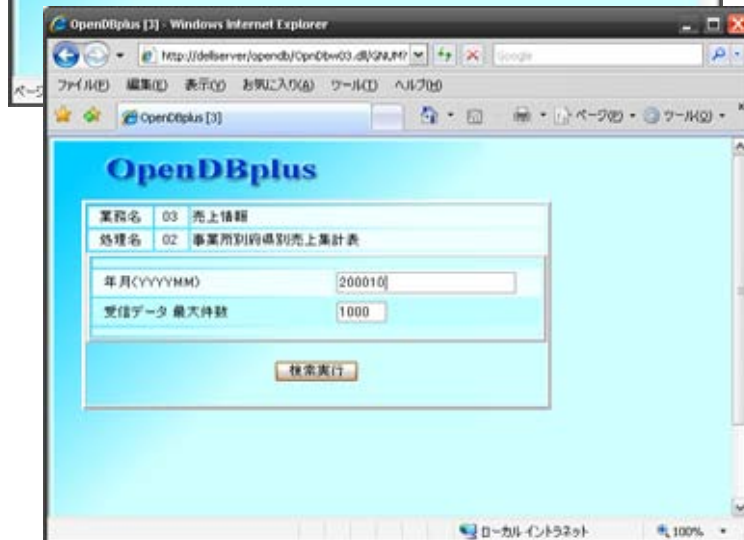 OpenDBplus [3] - Windows Internet Explorer
http://dellserver/opendb/OpnDbw03.dll/GNUM?
Google
ファイル(F) 編集(E) 表示(V) お気に入り(A) ツール(T) ヘルプ(H)
OpenDBplus [3]
ページ(P) ツール(O)
OpenDBplus
業務名 03 売上情報
処理名 02 事業所別府県別売上集計表
年月(YYYYMM) 200010
受信データ 最大件数 1000
検索実行
ローカル イントラネット 100%